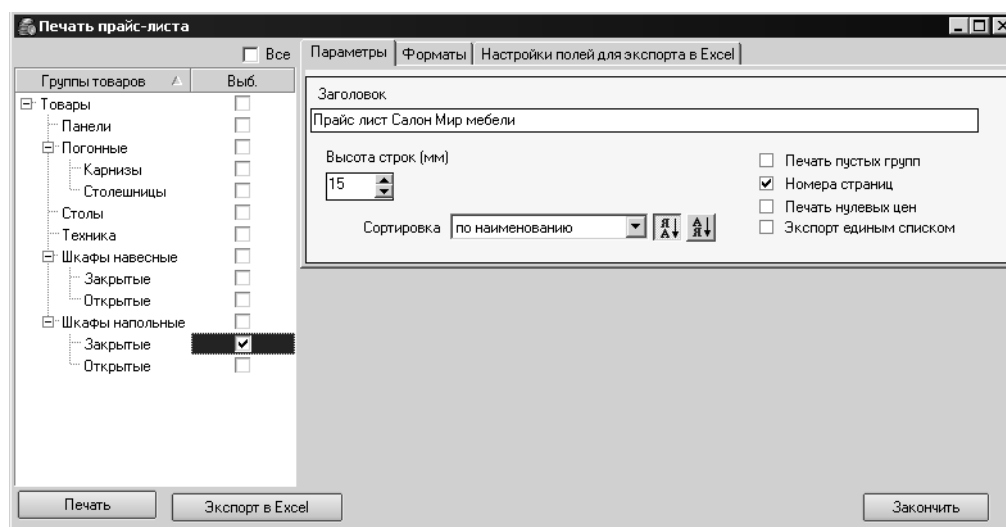 Печать прайс-листа
Все
Параметры Форматы Настройки полей для экспорта в Excel
Группы товаров Выб.
Товары
Панели
Погонные
Карнизы
Столешницы
Столы
Техника
Шкафы навесные
Закрытые
Открытые
Шкафы напольные
Закрытые
Открытые
Заголовок
Прайс лист Салон Мир мебели
Высота строк (мм)
15
Печать пустых групп
Номера страниц
Печать нулевых цен
Экспорт единым списком
Сортировка по наименованию Я А А Я
Печать Экспорт в Excel Закончить